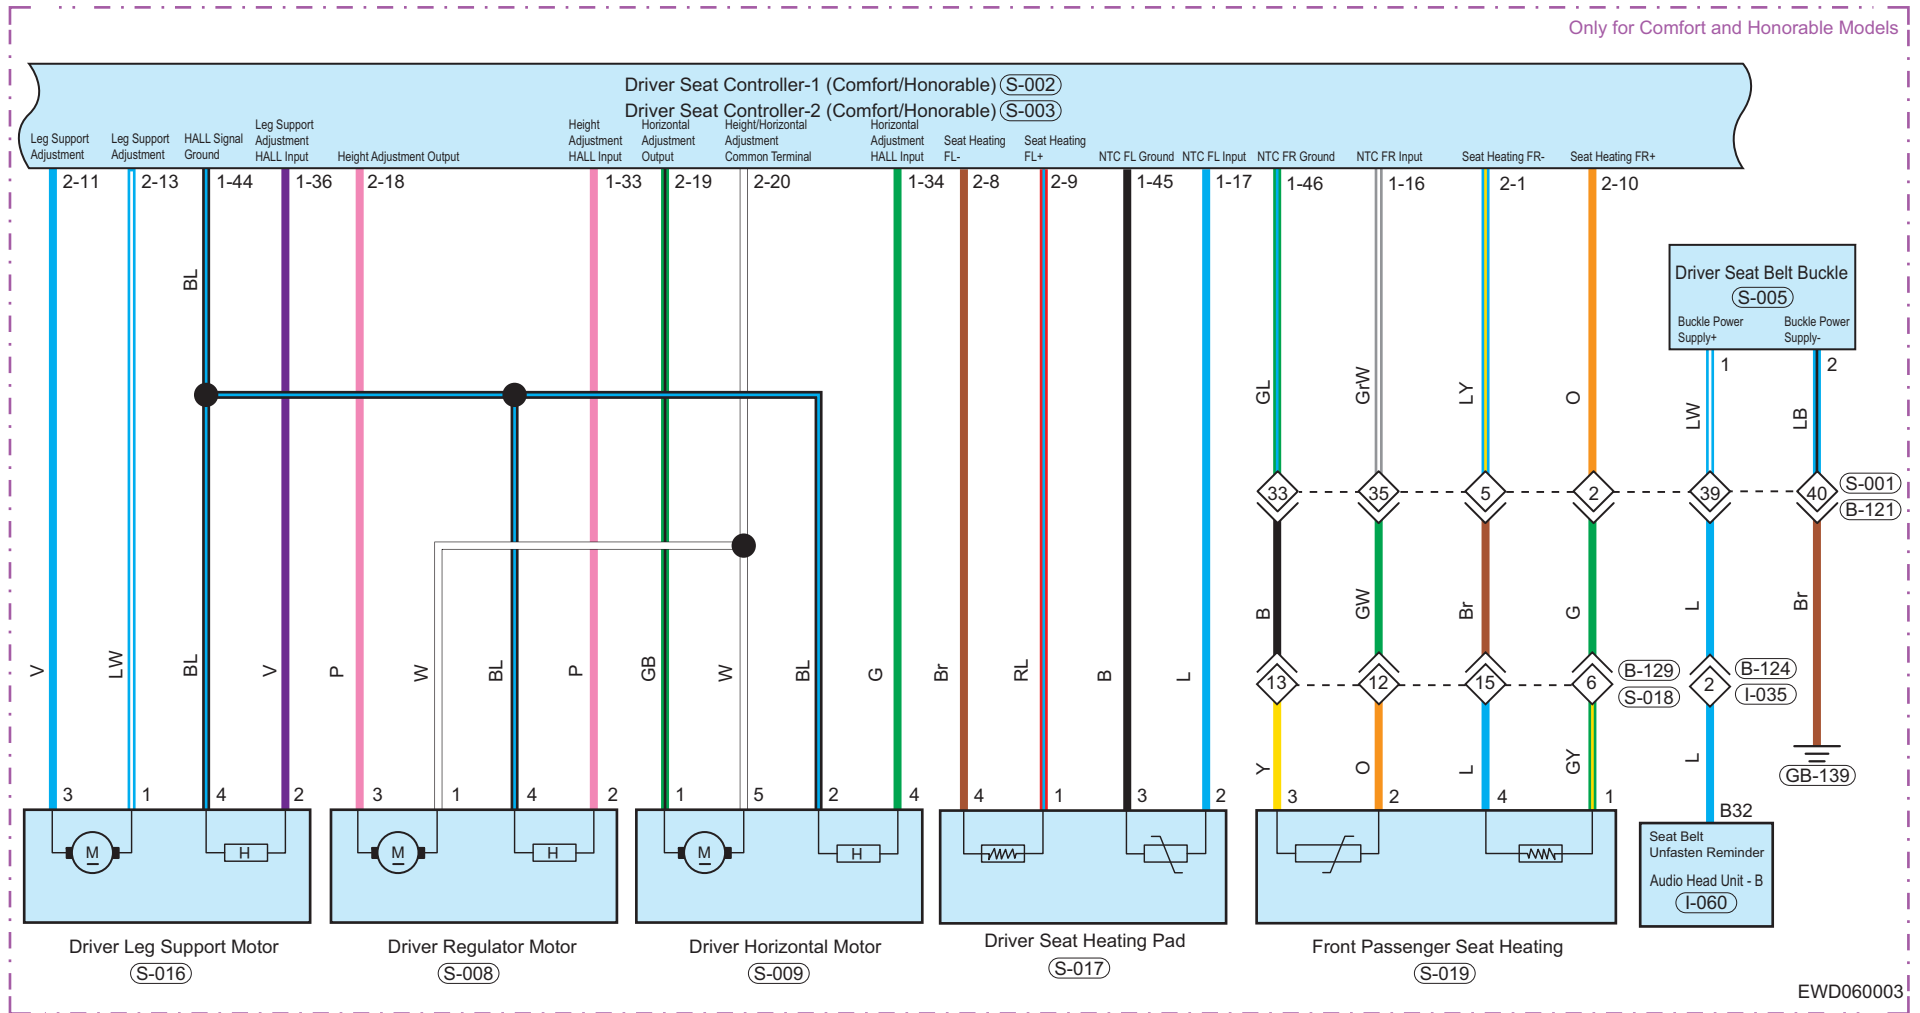 Only for Comfort and Honorable Models
Driver Seat Controller-1 (Comfort/Honorable) S-002
Driver Seat Controller-2 (Comfort/Honorable) S-003
Leg Support
Adjustment
Leg Support
Adjustment
HALL Signal
Ground
Leg Support
Adjustment
HALL Input
Height Adjustment Output
Height
Adjustment
HALL Input
Horizontal
Adjustment
Output
Height/Horizontal
Adjustment
Common Terminal
Horizontal
Adjustment
HALL Input
Seat Heating
FL-
Seat Heating
FL+
NTC FL Ground
NTC FL Input
NTC FR Ground
NTC FR Input
Seat Heating FR-
Seat Heating FR+
2-11 2-13 1-44 1-36 2-18 1-33 2-19 2-20 1-34 2-8 2-9 1-45 1-17 1-46 1-16 2-1 2-10
BL
Driver Seat Belt Buckle
S-005
Buckle Power
Supply+
Buckle Power
Supply-
1 2
GL GrW LY O LW LB
33 35 5 2 39 40
S-001
B-121
B GW Br G L Br
V LW BL V P W BL P GB W BL G Br RL B L
13 12 15 6 2
B-129
S-018
B-124
I-035
Y O L GY L
GB-139
3 1 4 2 3 1 4 2 1 5 2 4 4 1 3 2 3 2 4 1 B32
M H M H M H
Seat Belt
Unfasten Reminder
Audio Head Unit - B
I-060
Driver Leg Support Motor
S-016
Driver Regulator Motor
S-008
Driver Horizontal Motor
S-009
Driver Seat Heating Pad
S-017
Front Passenger Seat Heating
S-019
EWD060003